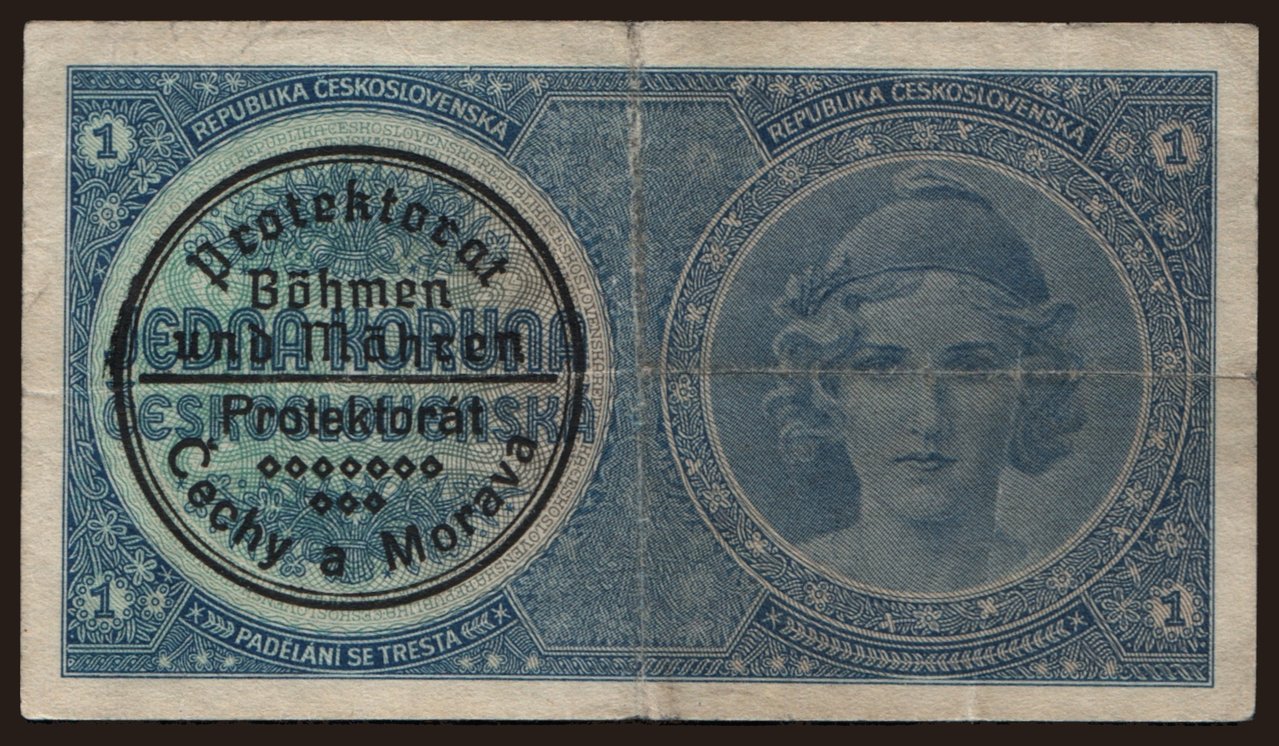 REPUBLIKA ČESKOSLOVENSKÁ
REPUBLIKA ČESKOSLOVENSKÁ
1
1
Protektorat
Böhmen
und Mähren
JEDNA KORUNA
Protektorát
ČESKOSLOVENSKÁ
Čechy a Morava
1
1
PADĚLÁNÍ SE TRESTÁ